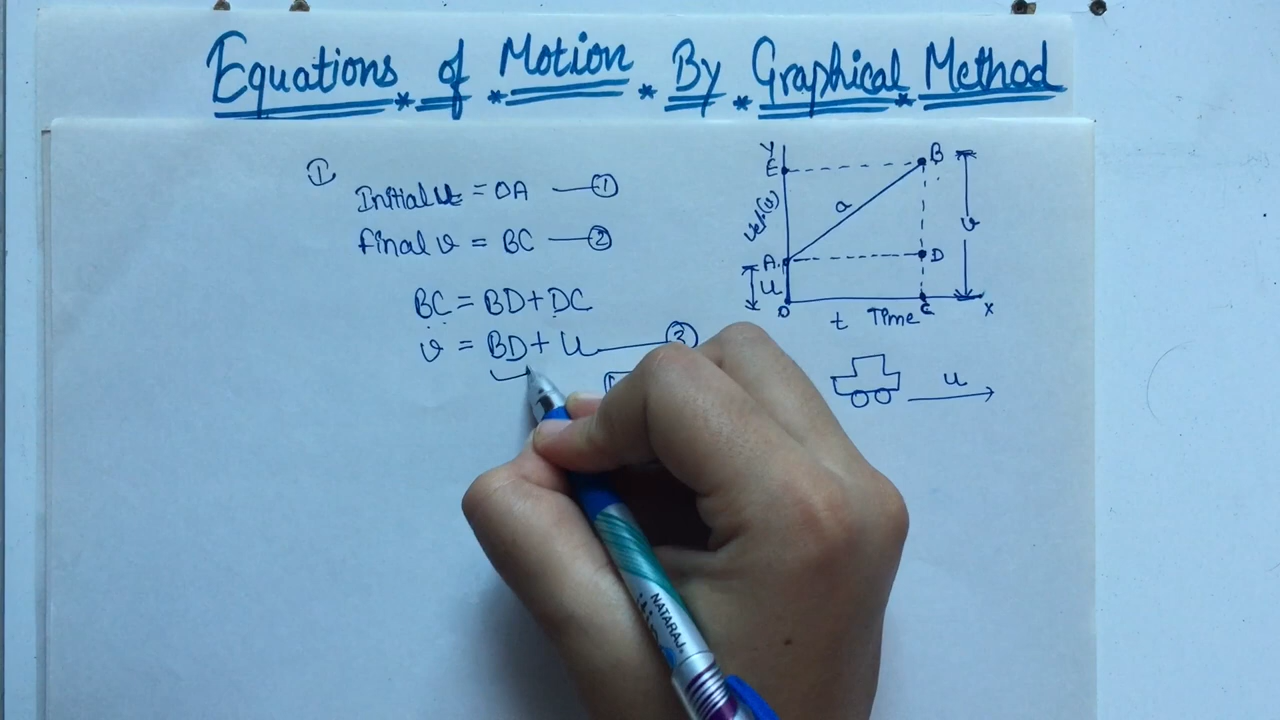 Equations * of * Motion * By * Graphical * Method
①
Initial u = OA — ①
final v = BC — ②
BC = BD + DC
v = BD + u — ③
Y
E
B
Vel(v)
a
v
A
D
u
O
t Time
C
X
u
NATARAJ